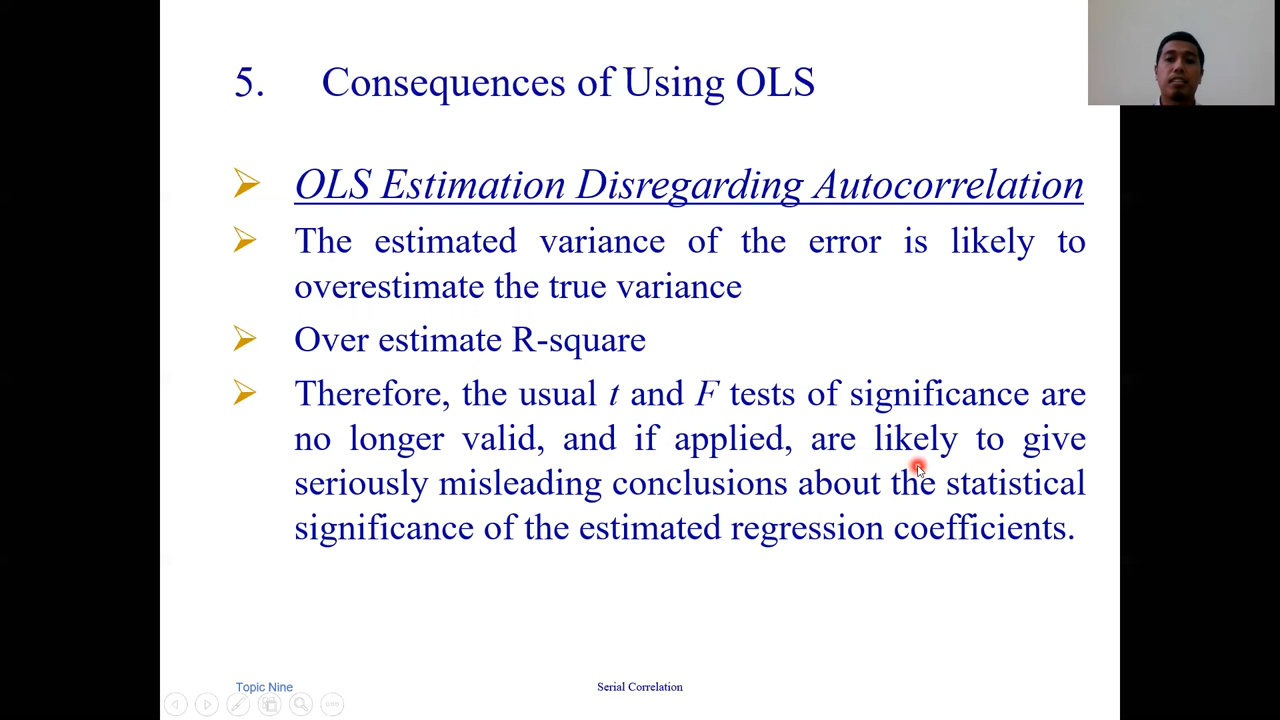 5. Consequences of Using OLS
OLS Estimation Disregarding Autocorrelation
The estimated variance of the error is likely to
overestimate the true variance
Over estimate R-square
Therefore, the usual t and F tests of significance are
no longer valid, and if applied, are likely to give
seriously misleading conclusions about the statistical
significance of the estimated regression coefficients.
Topic Nine
Serial Correlation